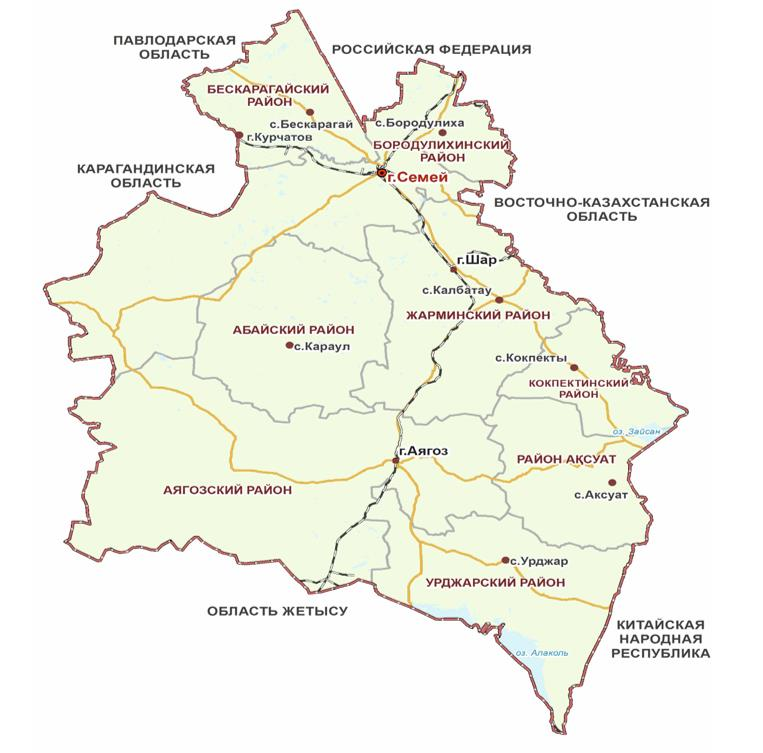 ПАВЛОДАРСКАЯ
ОБЛАСТЬ
РОССИЙСКАЯ ФЕДЕРАЦИЯ
БЕСКАРАГАЙСКИЙ
РАЙОН
с.Бескарагай
г.Курчатов
с.Бородулиха
БОРОДУЛИХИНСКИЙ
РАЙОН
КАРАГАНДИНСКАЯ
ОБЛАСТЬ
г.Семей
ВОСТОЧНО-КАЗАХСТАНСКАЯ
ОБЛАСТЬ
г.Шар
с.Калбатау
ЖАРМИНСКИЙ РАЙОН
АБАЙСКИЙ РАЙОН
с.Караул
с.Кокпекты
КОКПЕКТИНСКИЙ
РАЙОН
оз. Зайсан
г.Аягоз
РАЙОН АҚСУАТ
с.Аксуат
АЯГОЗСКИЙ РАЙОН
с.Урджар
УРДЖАРСКИЙ РАЙОН
ОБЛАСТЬ ЖЕТЫСУ
КИТАЙСКАЯ
НАРОДНАЯ
РЕСПУБЛИКА
оз. Алаколь